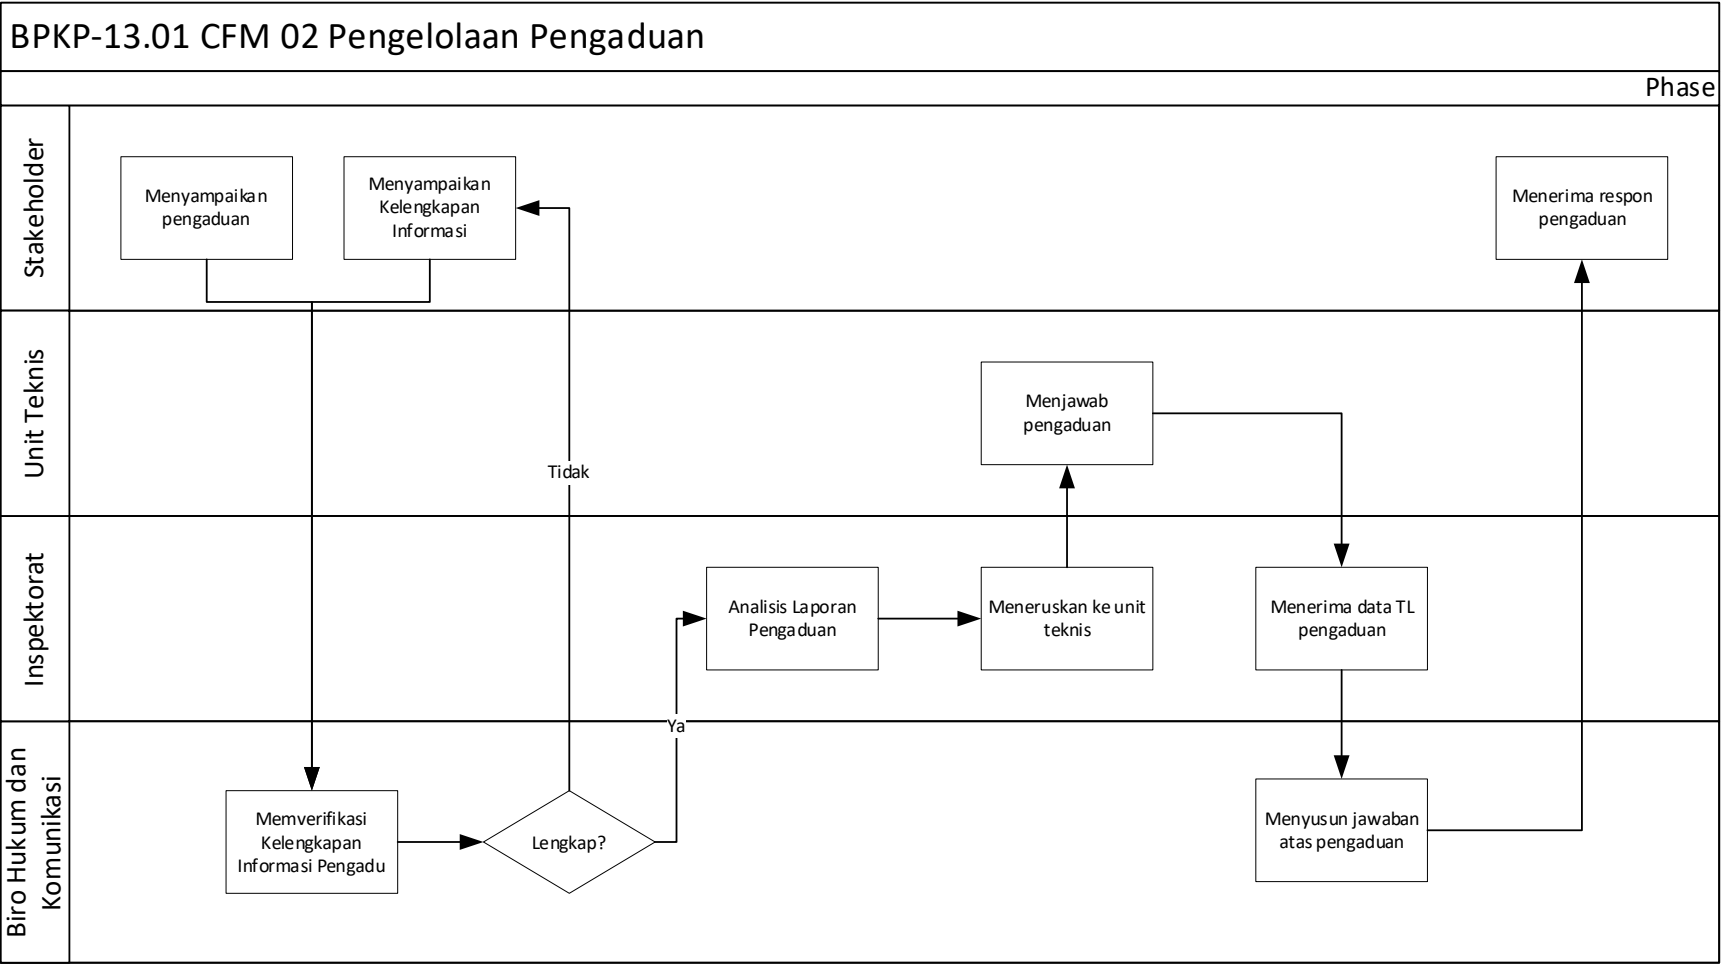 BPKP-13.01 CFM 02 Pengelolaan Pengaduan
Phase
Stakeholder
Menyampaikan
pengaduan
Menyampaikan
Kelengkapan
Informasi
Menerima respon
pengaduan
Unit Teknis
Menjawab
pengaduan
Tidak
Inspektorat
Analisis Laporan
Pengaduan
Meneruskan ke unit
teknis
Menerima data TL
pengaduan
Ya
Biro Hukum dan
Komunikasi
Memverifikasi
Kelengkapan
Informasi Pengadu
Lengkap?
Menyusun jawaban
atas pengaduan